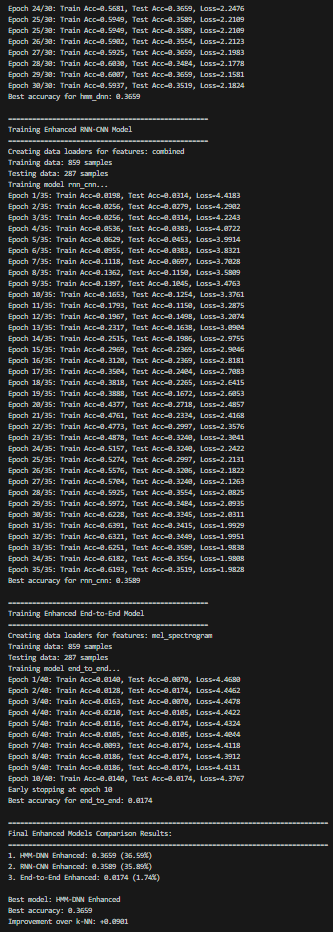 Epoch 24/30: Train Acc=0.5681, Test Acc=0.3659, Loss=2.2476
Epoch 25/30: Train Acc=0.5949, Test Acc=0.3589, Loss=2.2109
Epoch 25/30: Train Acc=0.5949, Test Acc=0.3589, Loss=2.2109
Epoch 26/30: Train Acc=0.5902, Test Acc=0.3554, Loss=2.2123
Epoch 27/30: Train Acc=0.5925, Test Acc=0.3659, Loss=2.1983
Epoch 28/30: Train Acc=0.6030, Test Acc=0.3484, Loss=2.1778
Epoch 29/30: Train Acc=0.6007, Test Acc=0.3659, Loss=2.1581
Epoch 30/30: Train Acc=0.5937, Test Acc=0.3519, Loss=2.1824
Best accuracy for hmm_dnn: 0.3659
==================================================
Training Enhanced RNN-CNN Model
==================================================
Creating data loaders for features: combined
Training data: 859 samples
Testing data: 287 samples
Training model rnn_cnn...
Epoch 1/35: Train Acc=0.0198, Test Acc=0.0314, Loss=4.4183
Epoch 2/35: Train Acc=0.0256, Test Acc=0.0279, Loss=4.2902
Epoch 3/35: Train Acc=0.0256, Test Acc=0.0314, Loss=4.2243
Epoch 4/35: Train Acc=0.0536, Test Acc=0.0383, Loss=4.0722
Epoch 5/35: Train Acc=0.0629, Test Acc=0.0453, Loss=3.9914
Epoch 6/35: Train Acc=0.0955, Test Acc=0.0383, Loss=3.8321
Epoch 7/35: Train Acc=0.1118, Test Acc=0.0697, Loss=3.7028
Epoch 8/35: Train Acc=0.1362, Test Acc=0.1150, Loss=3.5809
Epoch 9/35: Train Acc=0.1397, Test Acc=0.1045, Loss=3.4763
Epoch 10/35: Train Acc=0.1653, Test Acc=0.1254, Loss=3.3761
Epoch 11/35: Train Acc=0.1793, Test Acc=0.1150, Loss=3.2875
Epoch 12/35: Train Acc=0.1967, Test Acc=0.1498, Loss=3.2074
Epoch 13/35: Train Acc=0.2317, Test Acc=0.1638, Loss=3.0904
Epoch 14/35: Train Acc=0.2515, Test Acc=0.1986, Loss=2.9755
Epoch 15/35: Train Acc=0.2969, Test Acc=0.2369, Loss=2.9046
Epoch 16/35: Train Acc=0.3120, Test Acc=0.2369, Loss=2.8181
Epoch 17/35: Train Acc=0.3504, Test Acc=0.2404, Loss=2.7083
Epoch 18/35: Train Acc=0.3818, Test Acc=0.2265, Loss=2.6415
Epoch 19/35: Train Acc=0.3888, Test Acc=0.1672, Loss=2.6053
Epoch 20/35: Train Acc=0.4377, Test Acc=0.2718, Loss=2.4857
Epoch 21/35: Train Acc=0.4761, Test Acc=0.2334, Loss=2.4168
Epoch 22/35: Train Acc=0.4773, Test Acc=0.2997, Loss=2.3576
Epoch 23/35: Train Acc=0.4878, Test Acc=0.3240, Loss=2.3041
Epoch 24/35: Train Acc=0.5157, Test Acc=0.3240, Loss=2.2422
Epoch 25/35: Train Acc=0.5274, Test Acc=0.2997, Loss=2.2131
Epoch 26/35: Train Acc=0.5576, Test Acc=0.3206, Loss=2.1822
Epoch 27/35: Train Acc=0.5704, Test Acc=0.3240, Loss=2.1263
Epoch 28/35: Train Acc=0.5925, Test Acc=0.3554, Loss=2.0825
Epoch 29/35: Train Acc=0.5972, Test Acc=0.3484, Loss=2.0935
Epoch 30/35: Train Acc=0.6228, Test Acc=0.3345, Loss=2.0311
Epoch 31/35: Train Acc=0.6391, Test Acc=0.3415, Loss=1.9929
Epoch 32/35: Train Acc=0.6321, Test Acc=0.3449, Loss=1.9951
Epoch 33/35: Train Acc=0.6251, Test Acc=0.3589, Loss=1.9838
Epoch 34/35: Train Acc=0.6182, Test Acc=0.3554, Loss=1.9808
Epoch 35/35: Train Acc=0.6193, Test Acc=0.3519, Loss=1.9828
Best accuracy for rnn_cnn: 0.3589
==================================================
Training Enhanced End-to-End Model
==================================================
Creating data loaders for features: mel_spectrogram
Training data: 859 samples
Testing data: 287 samples
Training model end_to_end...
Epoch 1/40: Train Acc=0.0140, Test Acc=0.0070, Loss=4.4680
Epoch 2/40: Train Acc=0.0128, Test Acc=0.0174, Loss=4.4462
Epoch 3/40: Train Acc=0.0163, Test Acc=0.0070, Loss=4.4478
Epoch 4/40: Train Acc=0.0210, Test Acc=0.0105, Loss=4.4422
Epoch 5/40: Train Acc=0.0116, Test Acc=0.0174, Loss=4.4324
Epoch 6/40: Train Acc=0.0105, Test Acc=0.0105, Loss=4.4044
Epoch 7/40: Train Acc=0.0093, Test Acc=0.0174, Loss=4.4118
Epoch 8/40: Train Acc=0.0186, Test Acc=0.0174, Loss=4.3912
Epoch 9/40: Train Acc=0.0186, Test Acc=0.0174, Loss=4.4131
Epoch 10/40: Train Acc=0.0140, Test Acc=0.0174, Loss=4.3767
Early stopping at epoch 10
Best accuracy for end_to_end: 0.0174
================================================================================
Final Enhanced Models Comparison Results:
================================================================================
1. HMM-DNN Enhanced: 0.3659 (36.59%)
2. RNN-CNN Enhanced: 0.3589 (35.89%)
3. End-to-End Enhanced: 0.0174 (1.74%)
Best model: HMM-DNN Enhanced
Best accuracy: 0.3659
Improvement over k-NN: +0.0901